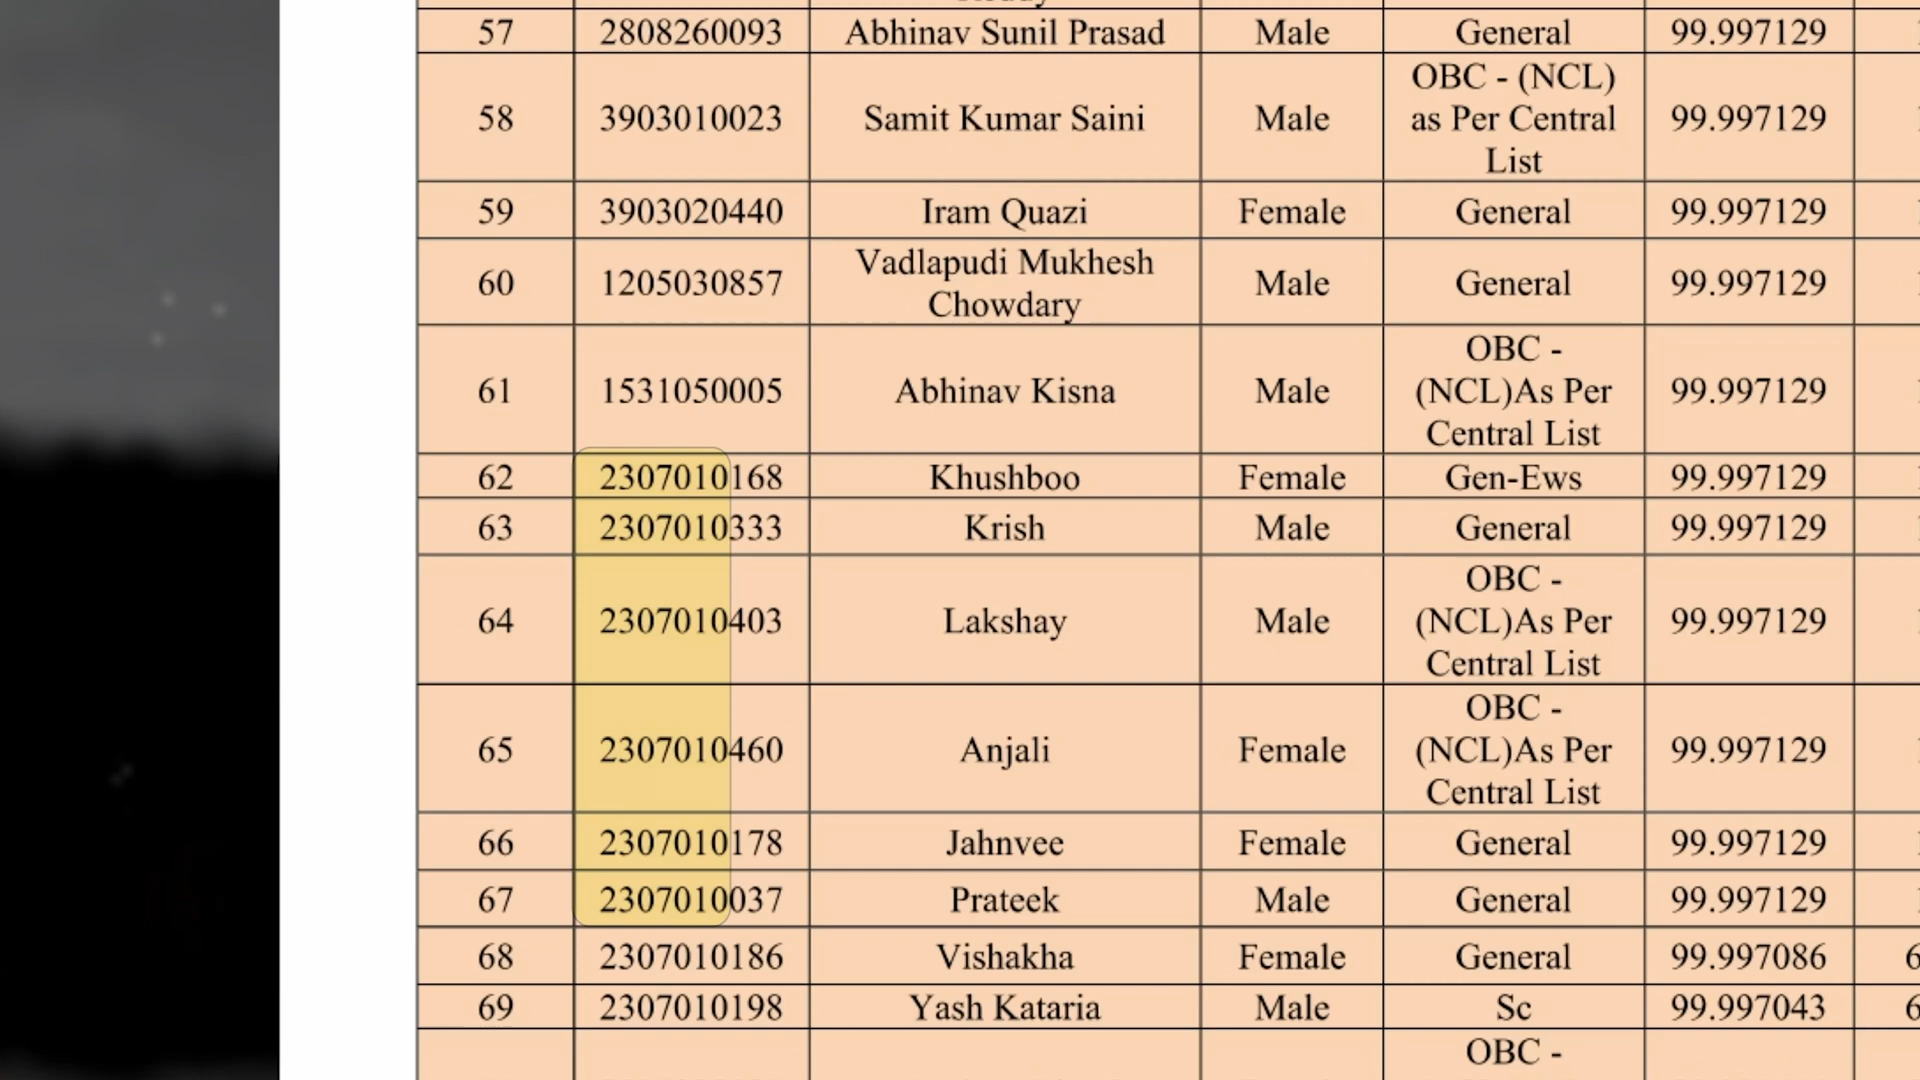 57 2808260093 Abhinav Sunil Prasad Male General 99.997129
58 3903010023 Samit Kumar Saini Male OBC - (NCL) as Per Central List 99.997129
59 3903020440 Iram Quazi Female General 99.997129
60 1205030857 Vadlapudi Mukhesh Chowdary Male General 99.997129
61 1531050005 Abhinav Kisna Male OBC - (NCL)As Per Central List 99.997129
62 2307010168 Khushboo Female Gen-Ews 99.997129
63 2307010333 Krish Male General 99.997129
64 2307010403 Lakshay Male OBC - (NCL)As Per Central List 99.997129
65 2307010460 Anjali Female OBC - (NCL)As Per Central List 99.997129
66 2307010178 Jahnvee Female General 99.997129
67 2307010037 Prateek Male General 99.997129
68 2307010186 Vishakha Female General 99.997086 6
69 2307010198 Yash Kataria Male Sc 99.997043 6
OBC -